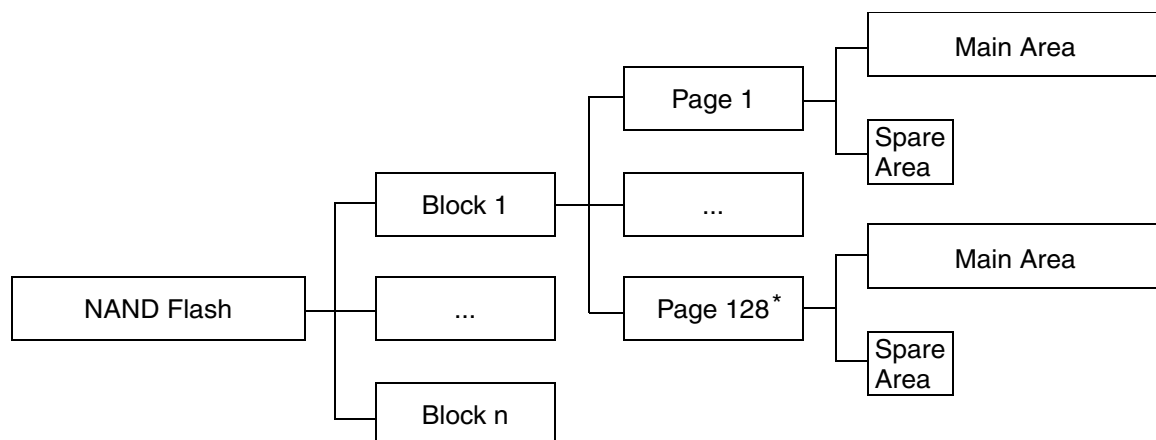 Main Area
Page 1
Spare
Area
Block 1
...
Main Area
NAND Flash
...
Page 128*
Spare
Area
Block n